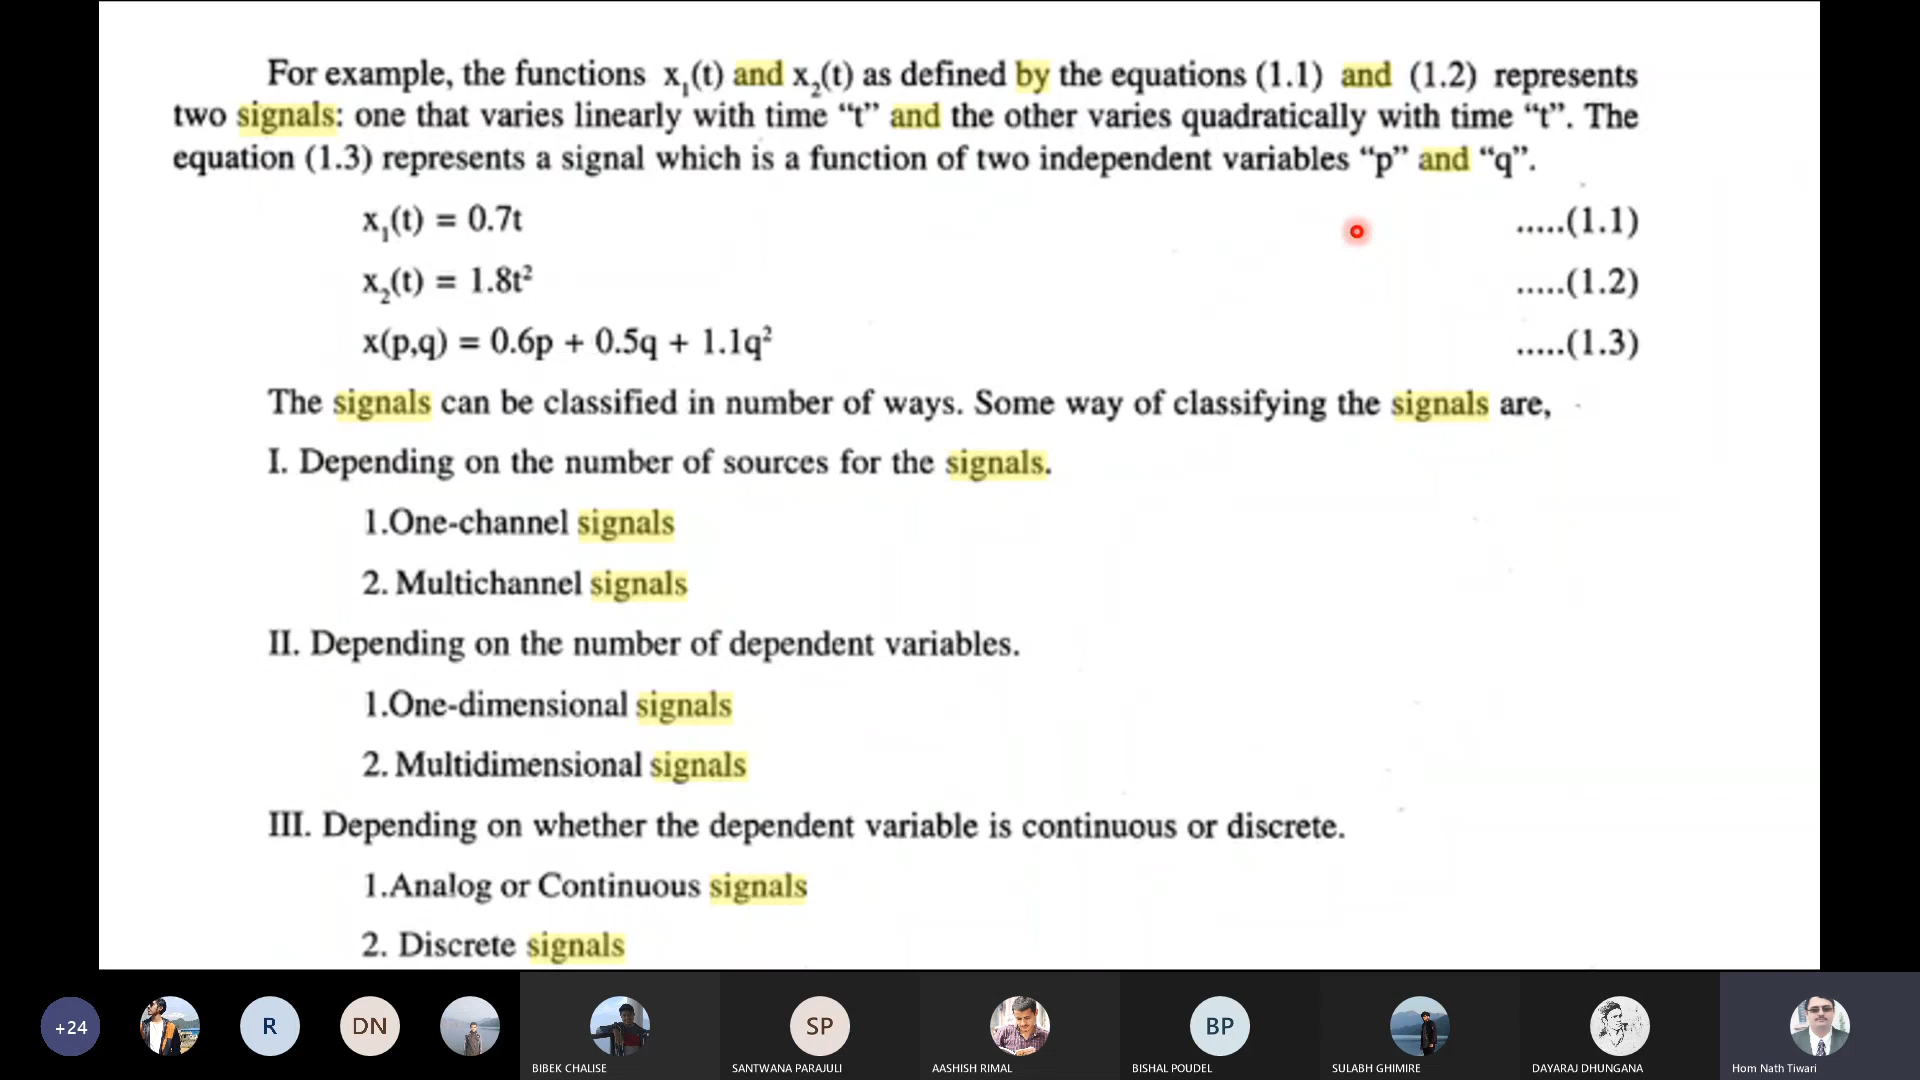 For example, the functions x₁(t) and x₂(t) as defined by the equations (1.1) and (1.2) represents
two signals: one that varies linearly with time “t” and the other varies quadratically with time “t”. The
equation (1.3) represents a signal which is a function of two independent variables “p” and “q”.
x₁(t) = 0.7t .....(1.1)
x₂(t) = 1.8t² .....(1.2)
x(p,q) = 0.6p + 0.5q + 1.1q² .....(1.3)
The signals can be classified in number of ways. Some way of classifying the signals are,
I. Depending on the number of sources for the signals.
1.One-channel signals
2. Multichannel signals
II. Depending on the number of dependent variables.
1.One-dimensional signals
2. Multidimensional signals
III. Depending on whether the dependent variable is continuous or discrete.
1.Analog or Continuous signals
2. Discrete signals
+24 R DN SP BP
BIBEK CHALISE SANTWANA PARAJULI AASHISH RIMAL BISHAL POUDEL SULABH GHIMIRE DAYARAJ DHUNGANA Hom Nath Tiwari